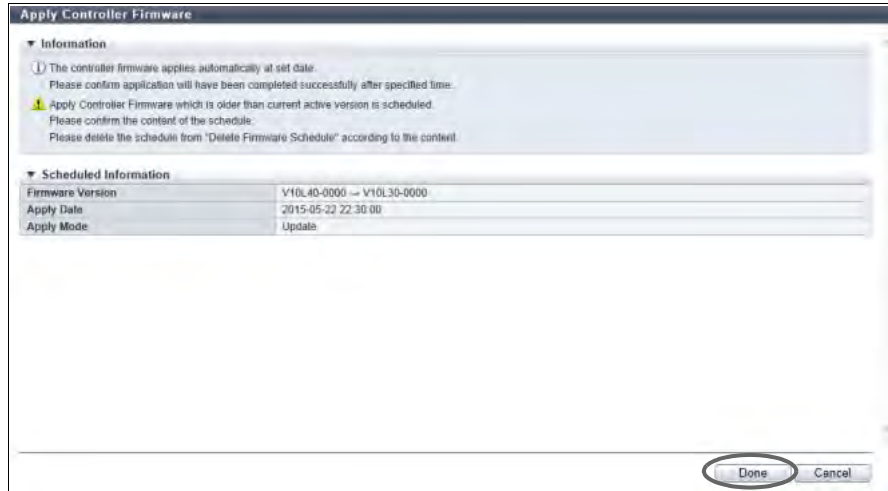 Apply Controller Firmware
Information
The controller firmware applies automatically at set date.
Please confirm application will have been completed successfully after specified time.
Apply Controller Firmware which is older than current active version is scheduled.
Please confirm the content of the schedule.
Please delete the schedule from "Delete Firmware Schedule" according to the content.
Scheduled Information
Firmware Version V10L40-0000 → V10L30-0000
Apply Date 2015-05-22 22:30:00
Apply Mode Update
Done Cancel